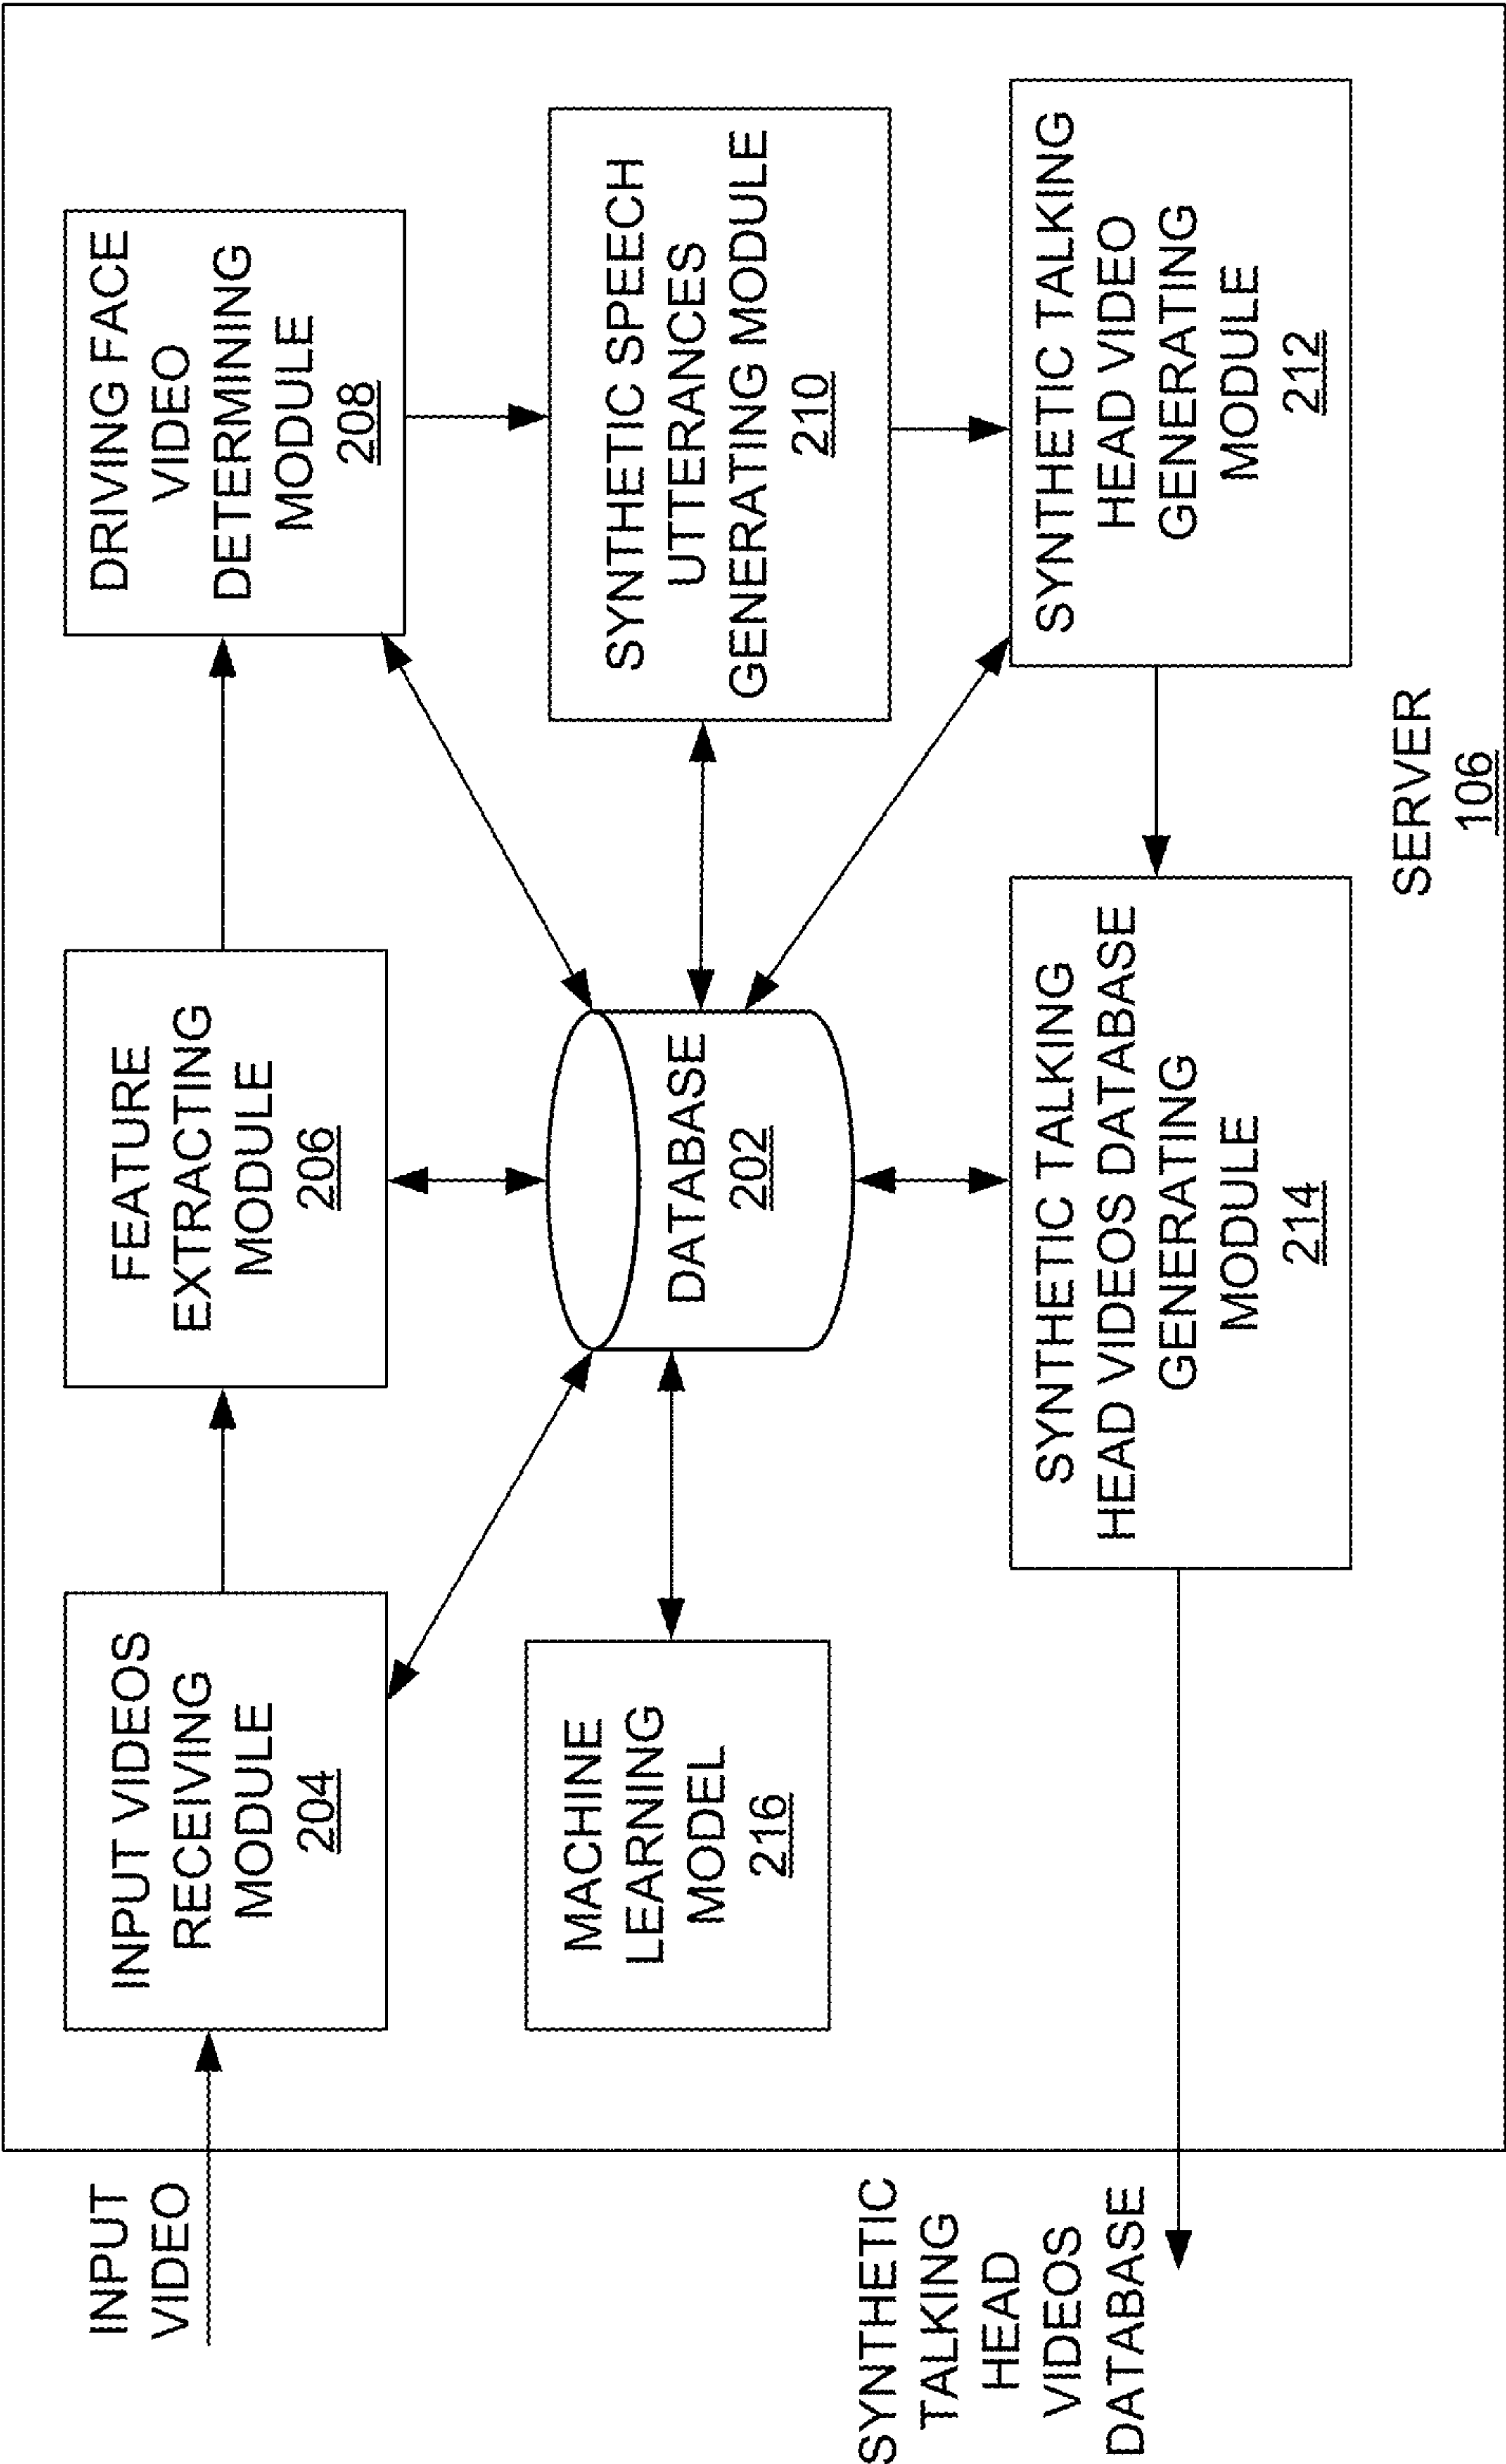 INPUT
VIDEO
INPUT VIDEOS
RECEIVING
MODULE
204
FEATURE
EXTRACTING
MODULE
206
DRIVING FACE
VIDEO
DETERMINING
MODULE
208
MACHINE
LEARNING
MODEL
216
DATABASE
202
SYNTHETIC SPEECH
UTTERANCES
GENERATING MODULE
210
SYNTHETIC
TALKING
HEAD
VIDEOS
DATABASE
SYNTHETIC TALKING
HEAD VIDEOS DATABASE
GENERATING
MODULE
214
SYNTHETIC TALKING
HEAD VIDEO
GENERATING
MODULE
212
SERVER
106